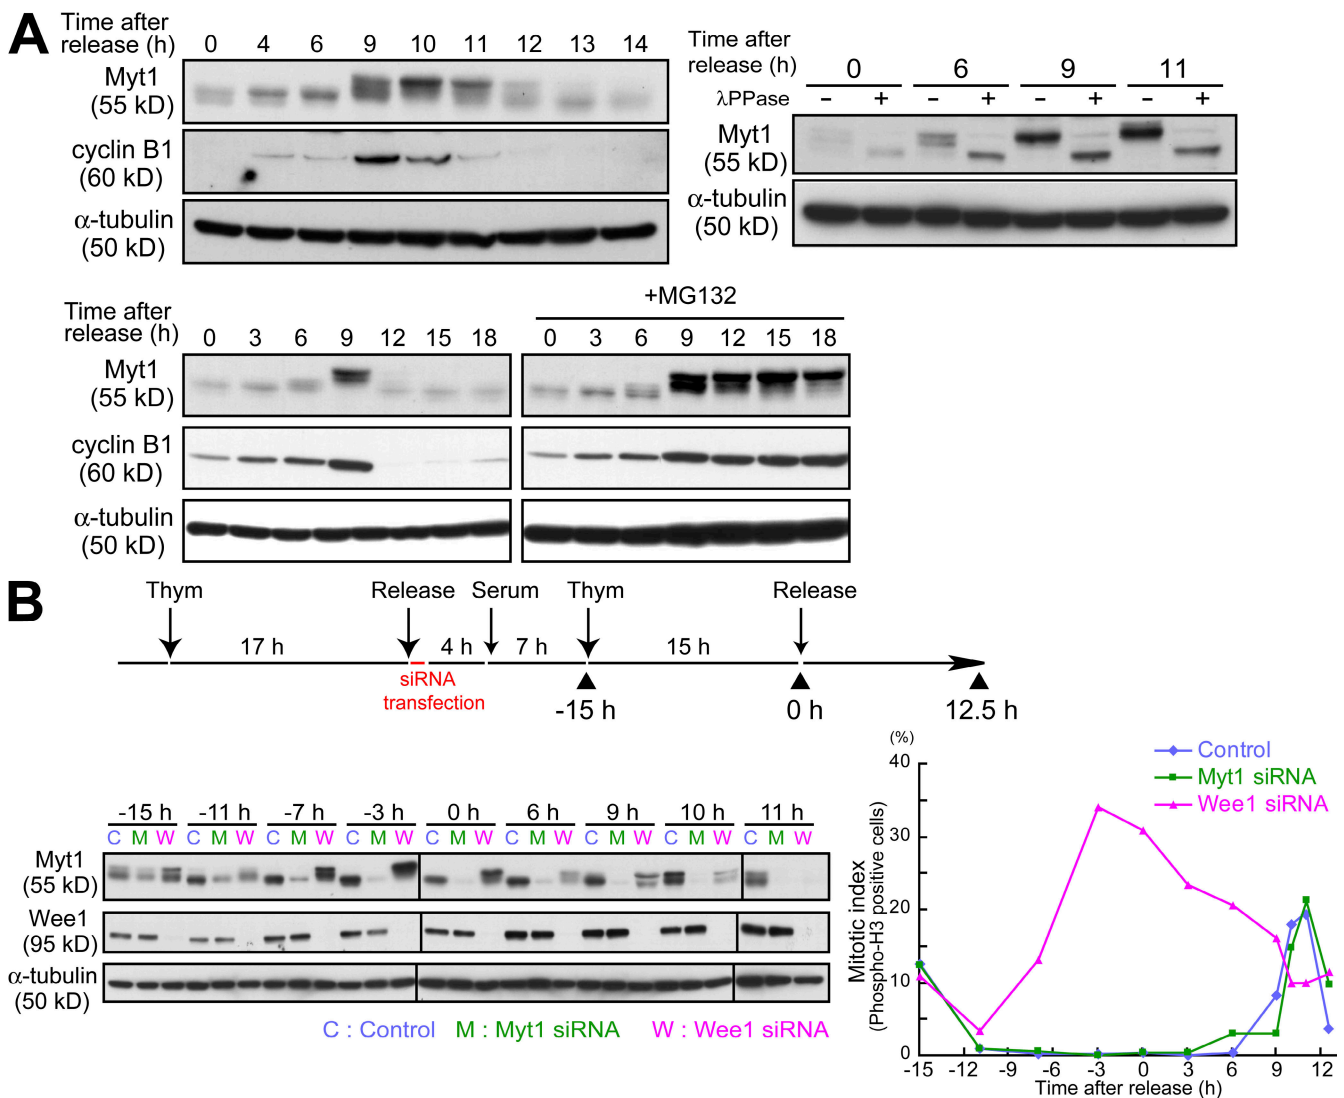 A
Time after
release (h)
0 4 6 9 10 11 12 13 14
Myt1
(55 kD)
cyclin B1
(60 kD)
α-tubulin
(50 kD)
Time after
release (h)
0 6 9 11
λPPase - + - + - + - +
Myt1
(55 kD)
α-tubulin
(50 kD)
+MG132
Time after
release (h)
0 3 6 9 12 15 18 0 3 6 9 12 15 18
Myt1
(55 kD)
cyclin B1
(60 kD)
α-tubulin
(50 kD)
B
Thym Release Serum Thym Release
17 h 4 h 7 h 15 h
siRNA
transfection
-15 h 0 h 12.5 h
-15 h -11 h -7 h -3 h 0 h 6 h 9 h 10 h 11 h
C M W C M W C M W C M W C M W C M W C M W C M W C M W
Myt1
(55 kD)
Wee1
(95 kD)
α-tubulin
(50 kD)
C : Control M : Myt1 siRNA W : Wee1 siRNA
(%)
40
30
20
10
0
Mitotic index
(Phospho-H3 positive cells)
Control
Myt1 siRNA
Wee1 siRNA
-15 -12 -9 -6 -3 0 3 6 9 12
Time after release (h)